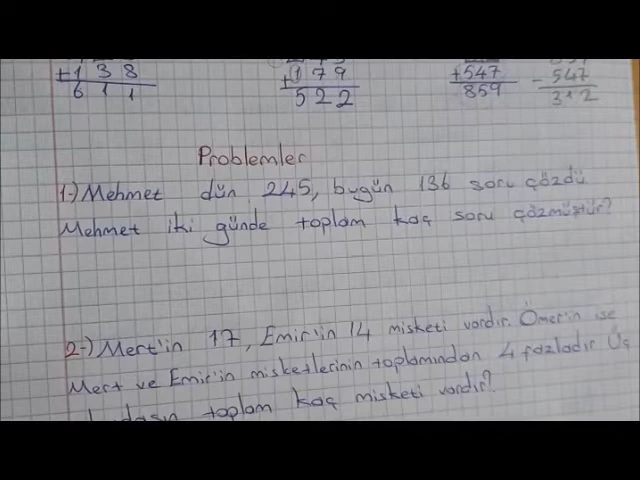 +138
+179
+547
547
611
522
859
- 547
312
Problemler
1-) Mehmet dün 245, bugün 136 soru çözdü
Mehmet iki günde toplam kaç soru çözmüştür?
2-) Mert'in 17, Emir'in 14 misketi vardır. Ömer'in ise
Mert ve Emir'in misketlerinin toplamından 4 fazladır. Üç
toplam kaç misketi vardır?